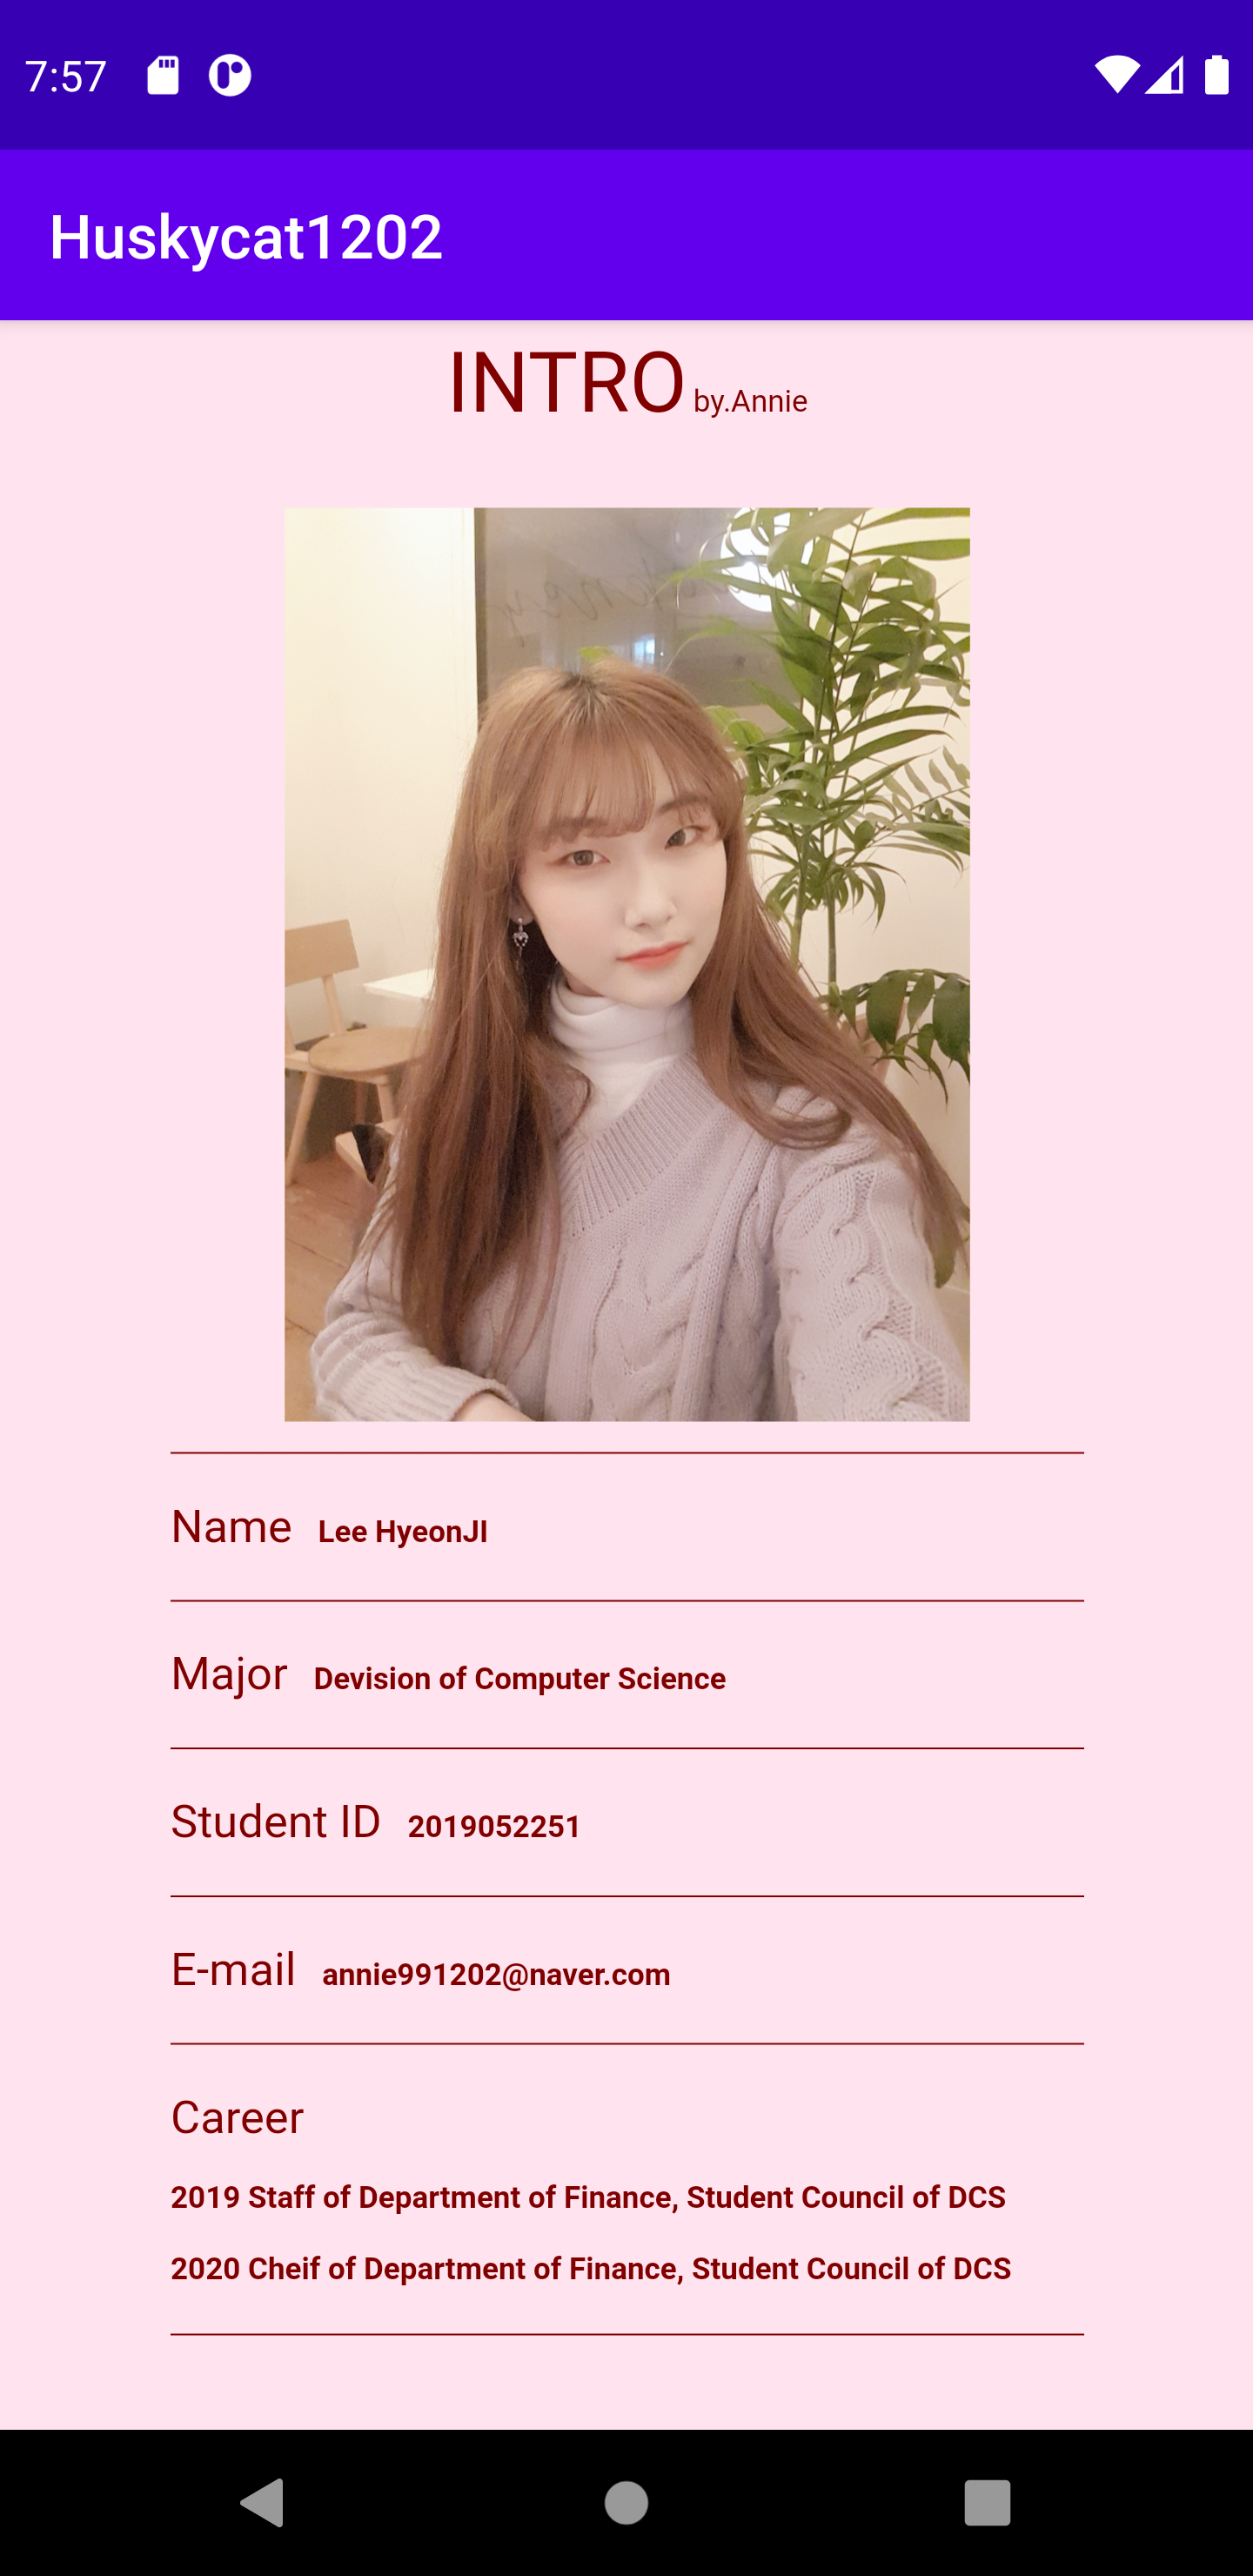 7:57
Huskycat1202
INTRO by.Annie
Name Lee HyeonJI
Major Devision of Computer Science
Student ID 2019052251
E-mail annie991202@naver.com
Career
2019 Staff of Department of Finance, Student Council of DCS
2020 Cheif of Department of Finance, Student Council of DCS